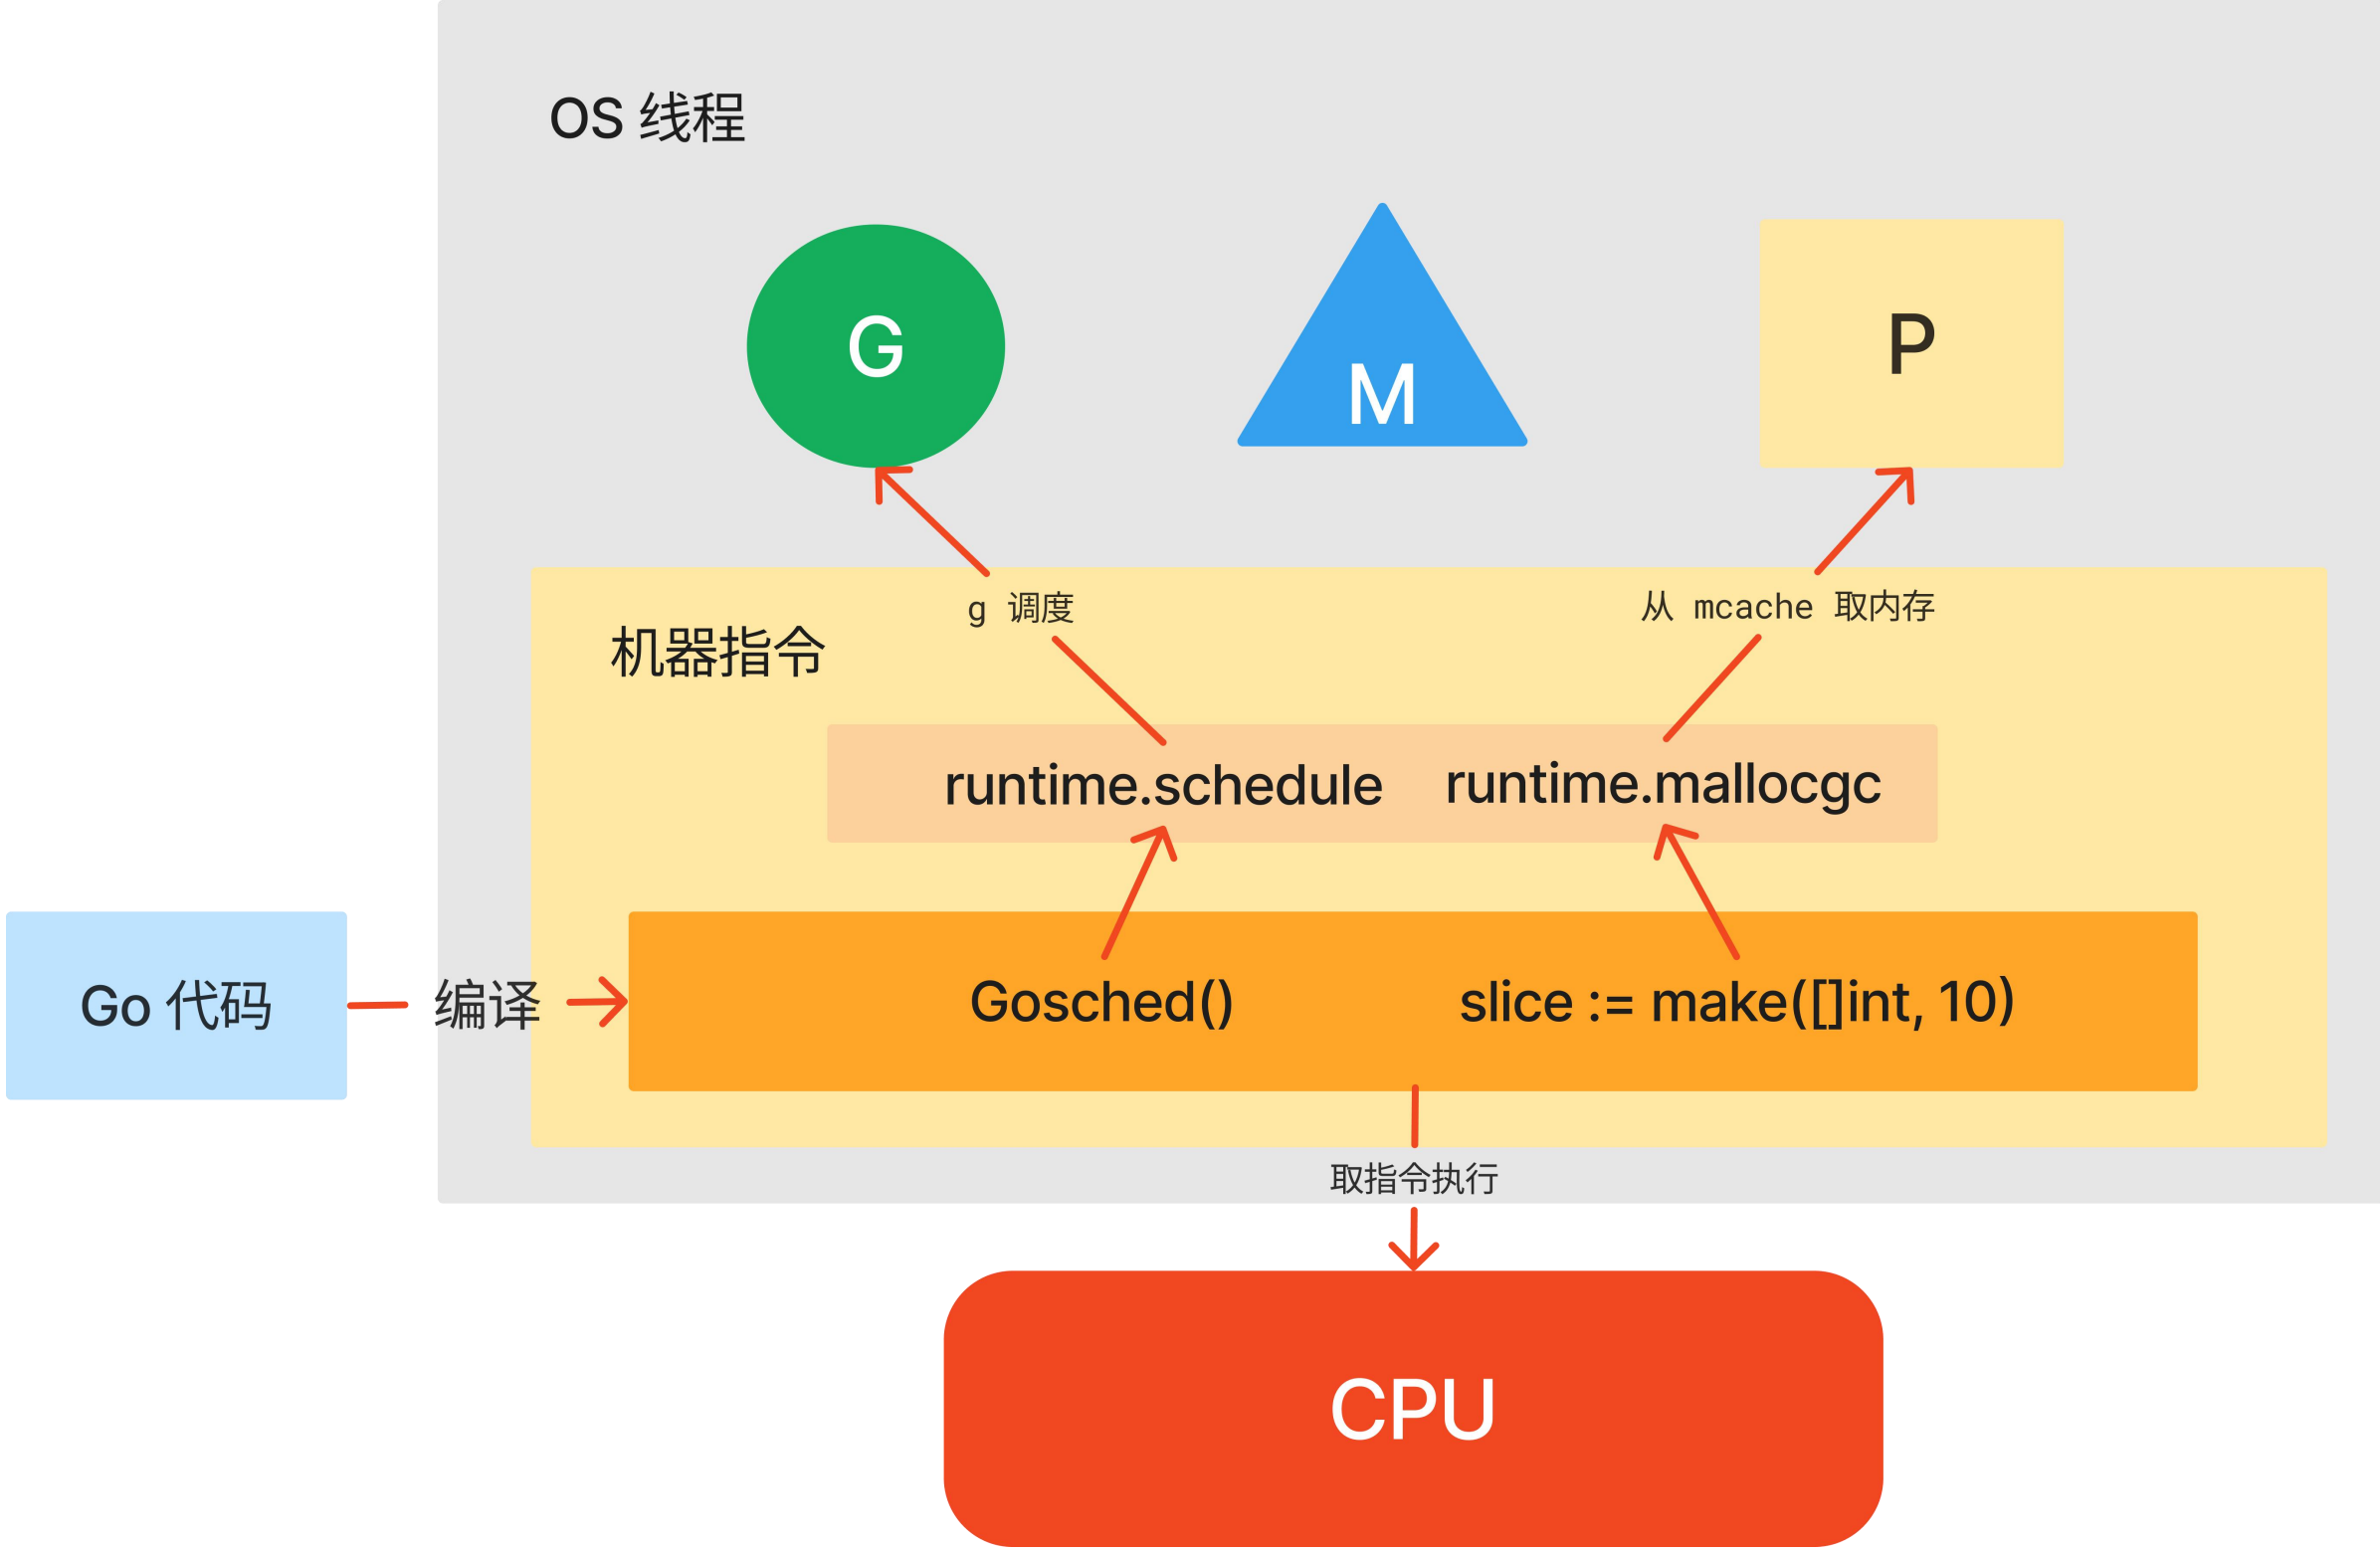 OS 线程
G
M
P
g 调度
从 mcache 取内存
机器指令
runtime.schedule
runtime.mallocgc
Go 代码
编译
Gosched()
slice := make([]int, 10)
取指令执行
CPU